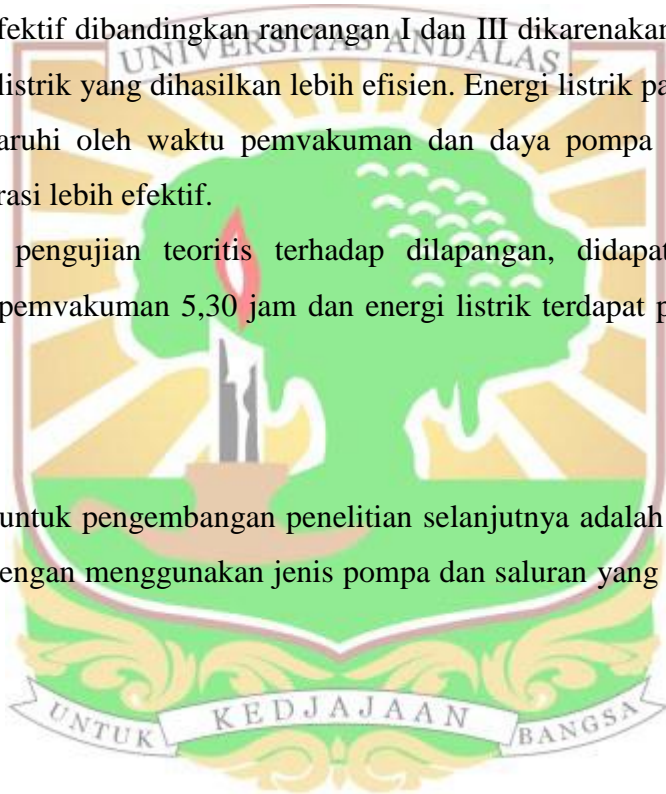 fektif dibandingkan rancangan I dan III dikarenakan
UNIVERSITAS ANDALAS
listrik yang dihasilkan lebih efisien. Energi listrik pa
aruhi oleh waktu pemvakuman dan daya pompa
rasi lebih efektif.
pengujian teoritis terhadap dilapangan, didapat
pemvakuman 5,30 jam dan energi listrik terdapat p
untuk pengembangan penelitian selanjutnya adalah
engan menggunakan jenis pompa dan saluran yang
UNTUK KEDJAJAAN BANGSA